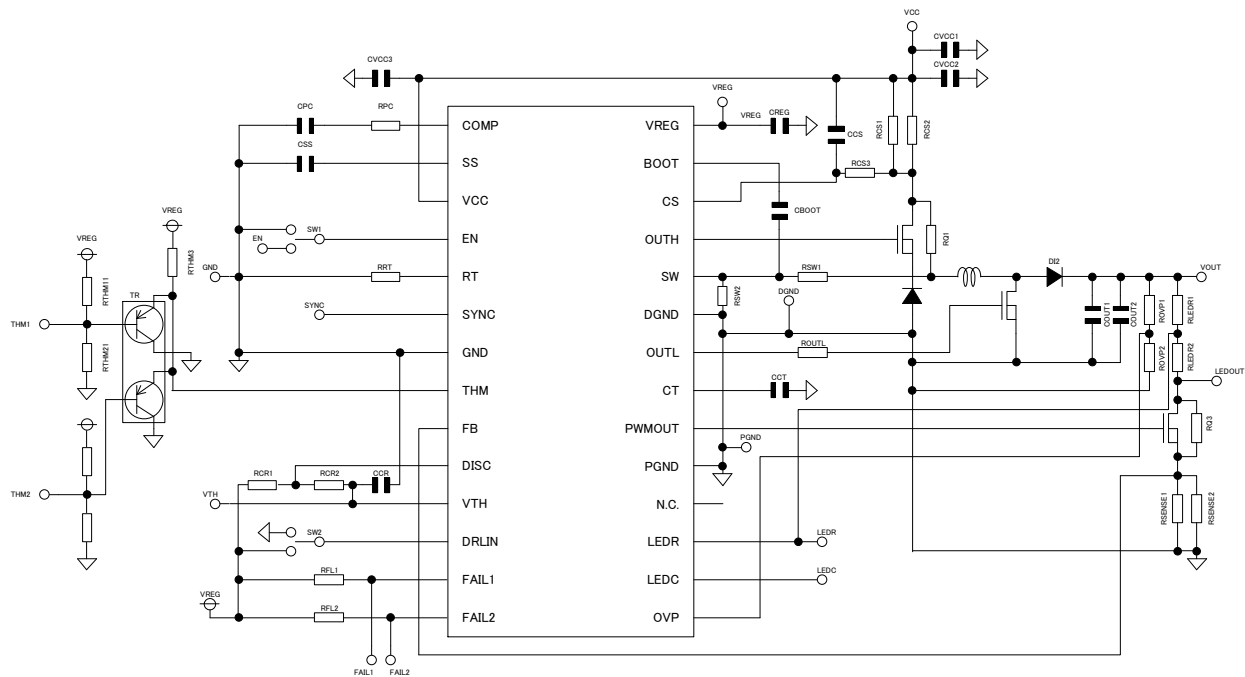 VCC
CVCC1
CVCC3
CVCC2
VREG
CPC
RPC
COMP
VREG
VREG
CREG
CCS
RCS1
RCS2
CSS
SS
BOOT
RCS3
VCC
CS
CBOOT
VREG
EN
SW1
EN
OUTH
RQ1
VREG
RTHM3
GND
RRT
RT
SW
RSW1
DI2
VOUT
RTHM11
TR
RSW2
DGND
COUT1
COUT2
ROVP1
RLEDR1
THM1
SYNC
SYNC
DGND
RTHM21
GND
OUTL
ROUTL
ROVP2
RLEDR2
THM
CT
CCT
LEDOUT
FB
PWMOUT
RQ3
PGND
RCR1
RCR2
CCR
DISC
PGND
THM2
VTH
VTH
N.C.
RSENSE1
RSENSE2
SW2
DRLIN
LEDR
LEDR
RFL1
FAIL1
LEDC
LEDC
VREG
RFL2
FAIL2
OVP
FAIL1
FAIL2